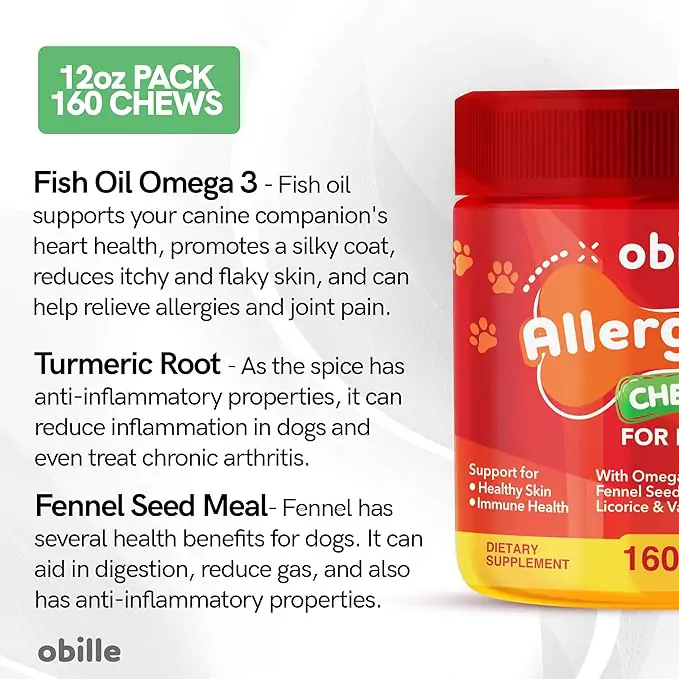 12oz PACK
160 CHEWS
Fish Oil Omega 3 - Fish oil
supports your canine companion's
heart health, promotes a silky coat,
reduces itchy and flaky skin, and can
help relieve allergies and joint pain.
Turmeric Root - As the spice has
anti-inflammatory properties, it can
reduce inflammation in dogs and
even treat chronic arthritis.
Fennel Seed Meal- Fennel has
several health benefits for dogs. It can
aid in digestion, reduce gas, and also
has anti-inflammatory properties.
obille
Support for
• Healthy Skin
• Immune Health
With Omega
Fennel Seed
Licorice &
FOR
DIETARY
SUPPLEMENT
160